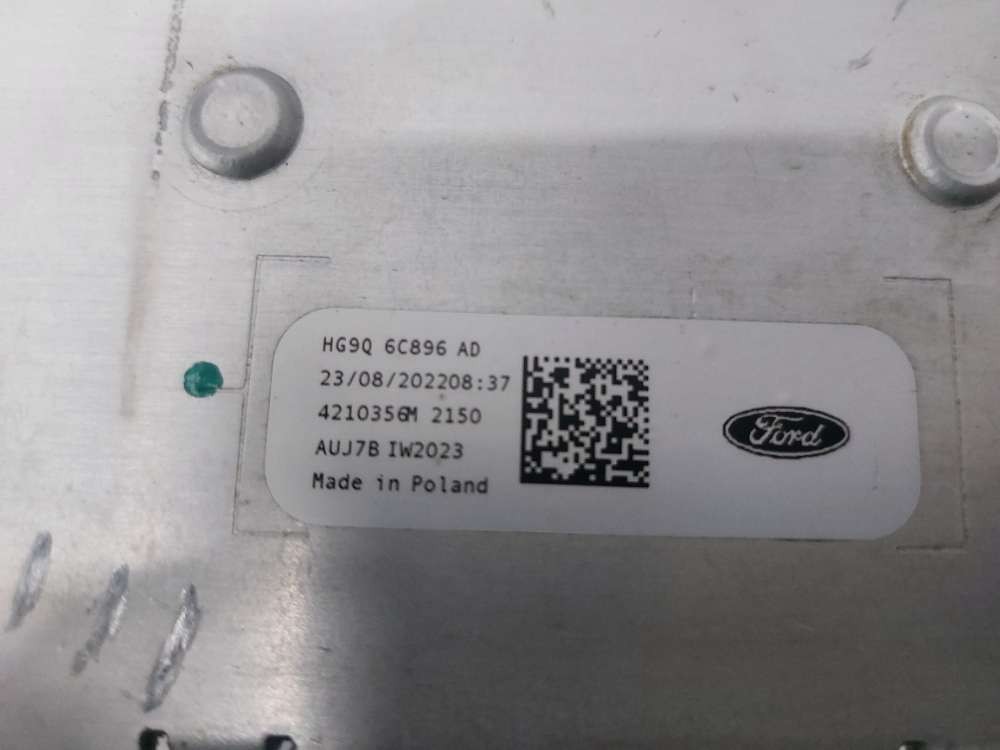 HG9Q 6C896 AD
23/08/202208:37
4210356M 2150
AUJ7B IW2023
Made in Poland
Ford